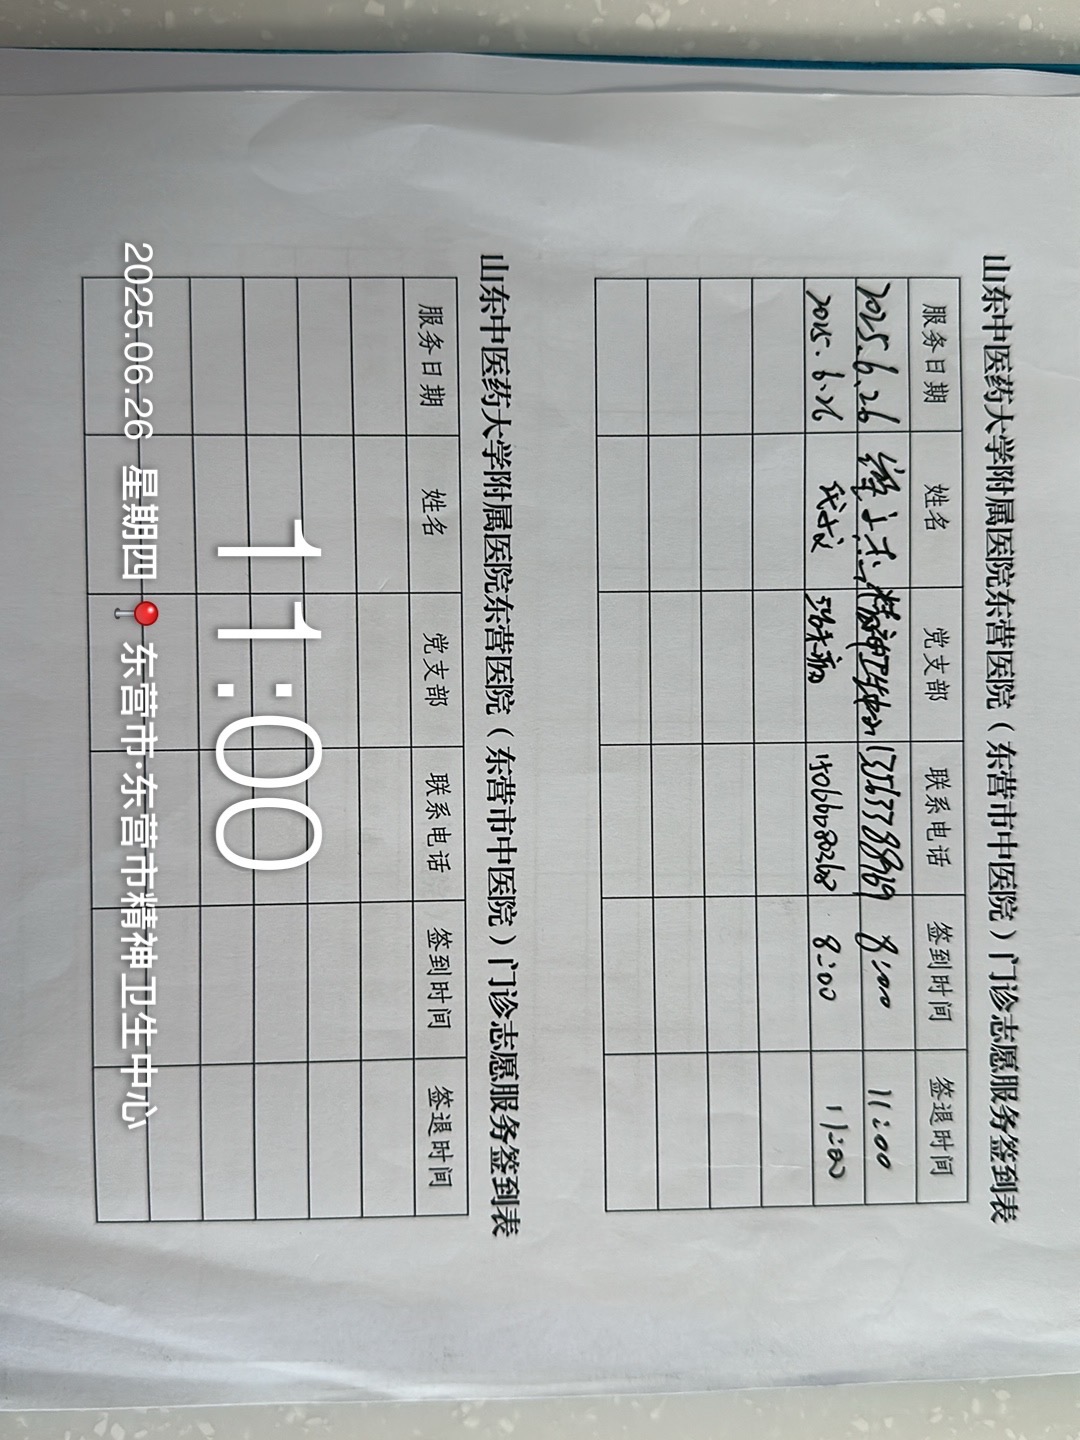 山东中医药大学附属医院东营医院（东营市中医院）门诊志愿服务签到表
服务日期 姓名 党支部 联系电话 签到时间 签退时间
2025.6.26 精神卫生中心 13563388969 8:00 11:00
2025.6.26 治未病 15066080368 8:00 11:00
山东中医药大学附属医院东营医院（东营市中医院）门诊志愿服务签到表
服务日期 姓名 党支部 联系电话 签到时间 签退时间
11:00
2025.06.26 星期四 📍 东营市·东营市精神卫生中心